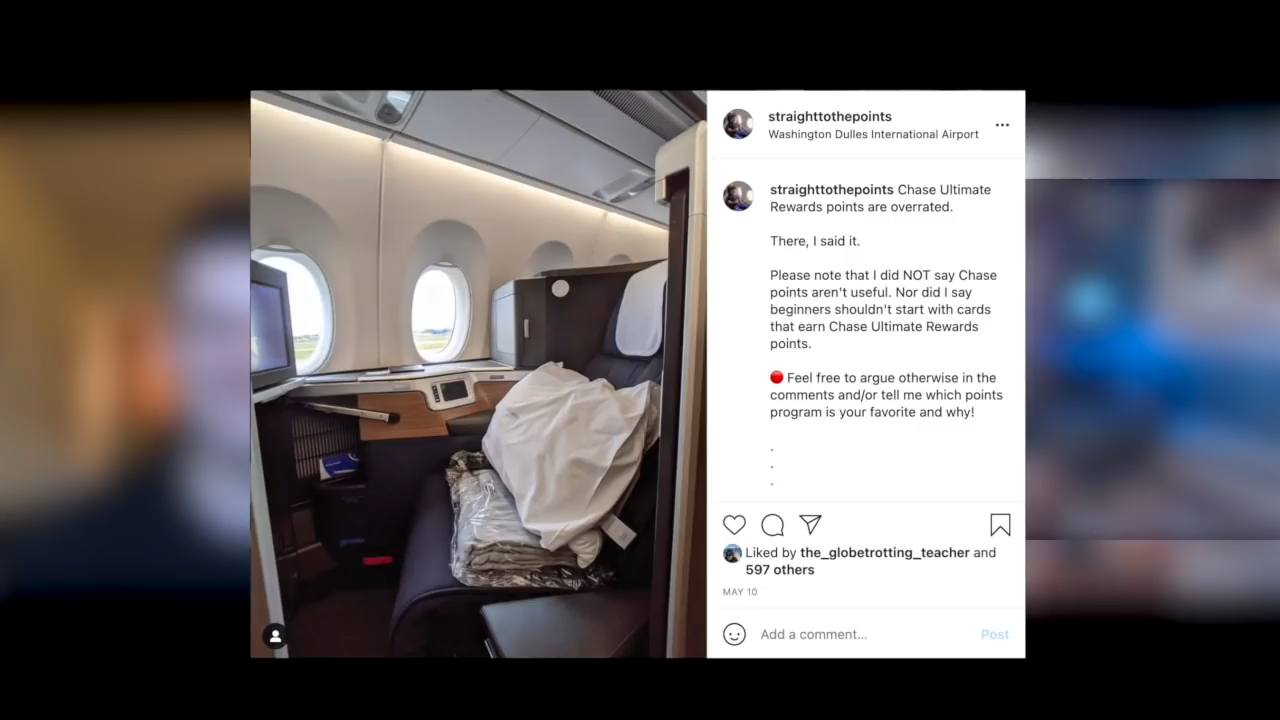 straighttothepoints
Washington Dulles International Airport
straighttothepoints Chase Ultimate
Rewards points are overrated.
There, I said it.
Please note that I did NOT say Chase
points aren't useful. Nor did I say
beginners shouldn't start with cards
that earn Chase Ultimate Rewards
points.
🔴 Feel free to argue otherwise in the
comments and/or tell me which points
program is your favorite and why!
.
.
.
Liked by the_globetrotting_teacher and
597 others
MAY 10
Add a comment...
Post